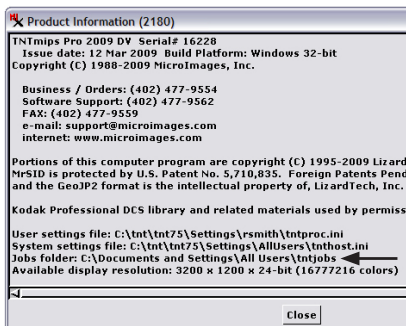 Product Information (2180)
TNTmips Pro 2009 DV Serial# 16228
Issue date: 12 Mar 2009 Build Platform: Windows 32-bit
Copyright (C) 1988-2009 MicroImages, Inc.
Business / Orders: (402) 477-9554
Software Support: (402) 477-9562
FAX: (402) 477-9559
e-mail: support@microimages.com
internet: www.microimages.com
Portions of this computer program are copyright (C) 1995-2009 Lizard
MrSID is protected by U.S. Patent No. 5,710,835. Foreign Patents Pend
and the GeoJP2 format is the intellectual property of, LizardTech, Inc.
Kodak Professional DCS library and related materials used by permiss
User settings file: C:\tnt\tnt75\Settings\rsmith\tntproc.ini
System settings file: C:\tnt\tnt75\Settings\AllUsers\tnthost.ini
Jobs folder: C:\Documents and Settings\All Users\tntjobs
Available display resolution: 3200 x 1200 x 24-bit (16777216 colors)
Close